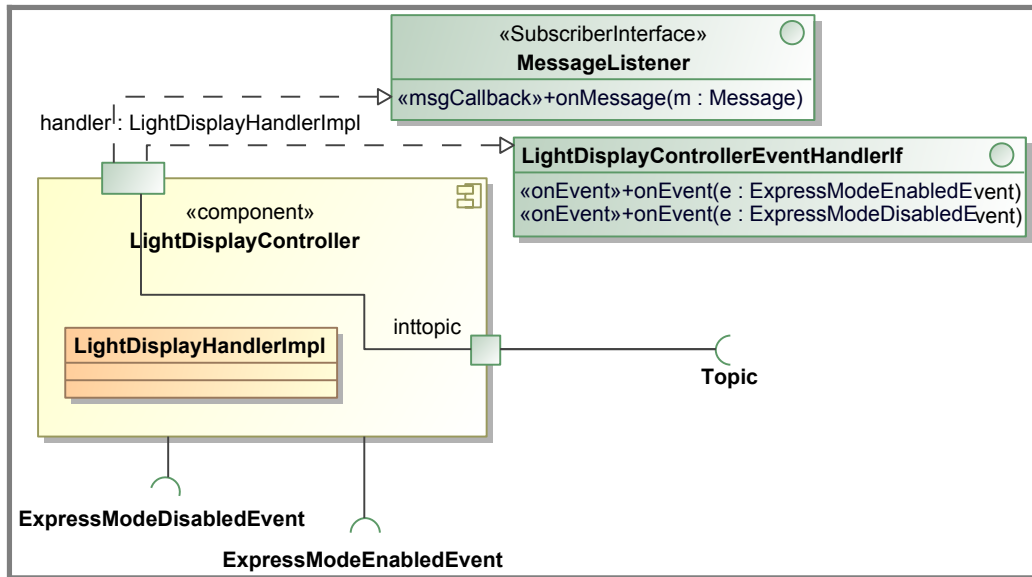 «SubscriberInterface»
MessageListener
«msgCallback»+onMessage(m : Message)
handler : LightDisplayHandlerImpl
LightDisplayControllerEventHandlerIf
«onEvent»+onEvent(e : ExpressModeEnabledEvent)
«onEvent»+onEvent(e : ExpressModeDisabledEvent)
«component»
LightDisplayController
inttopic
LightDisplayHandlerImpl
Topic
ExpressModeDisabledEvent
ExpressModeEnabledEvent